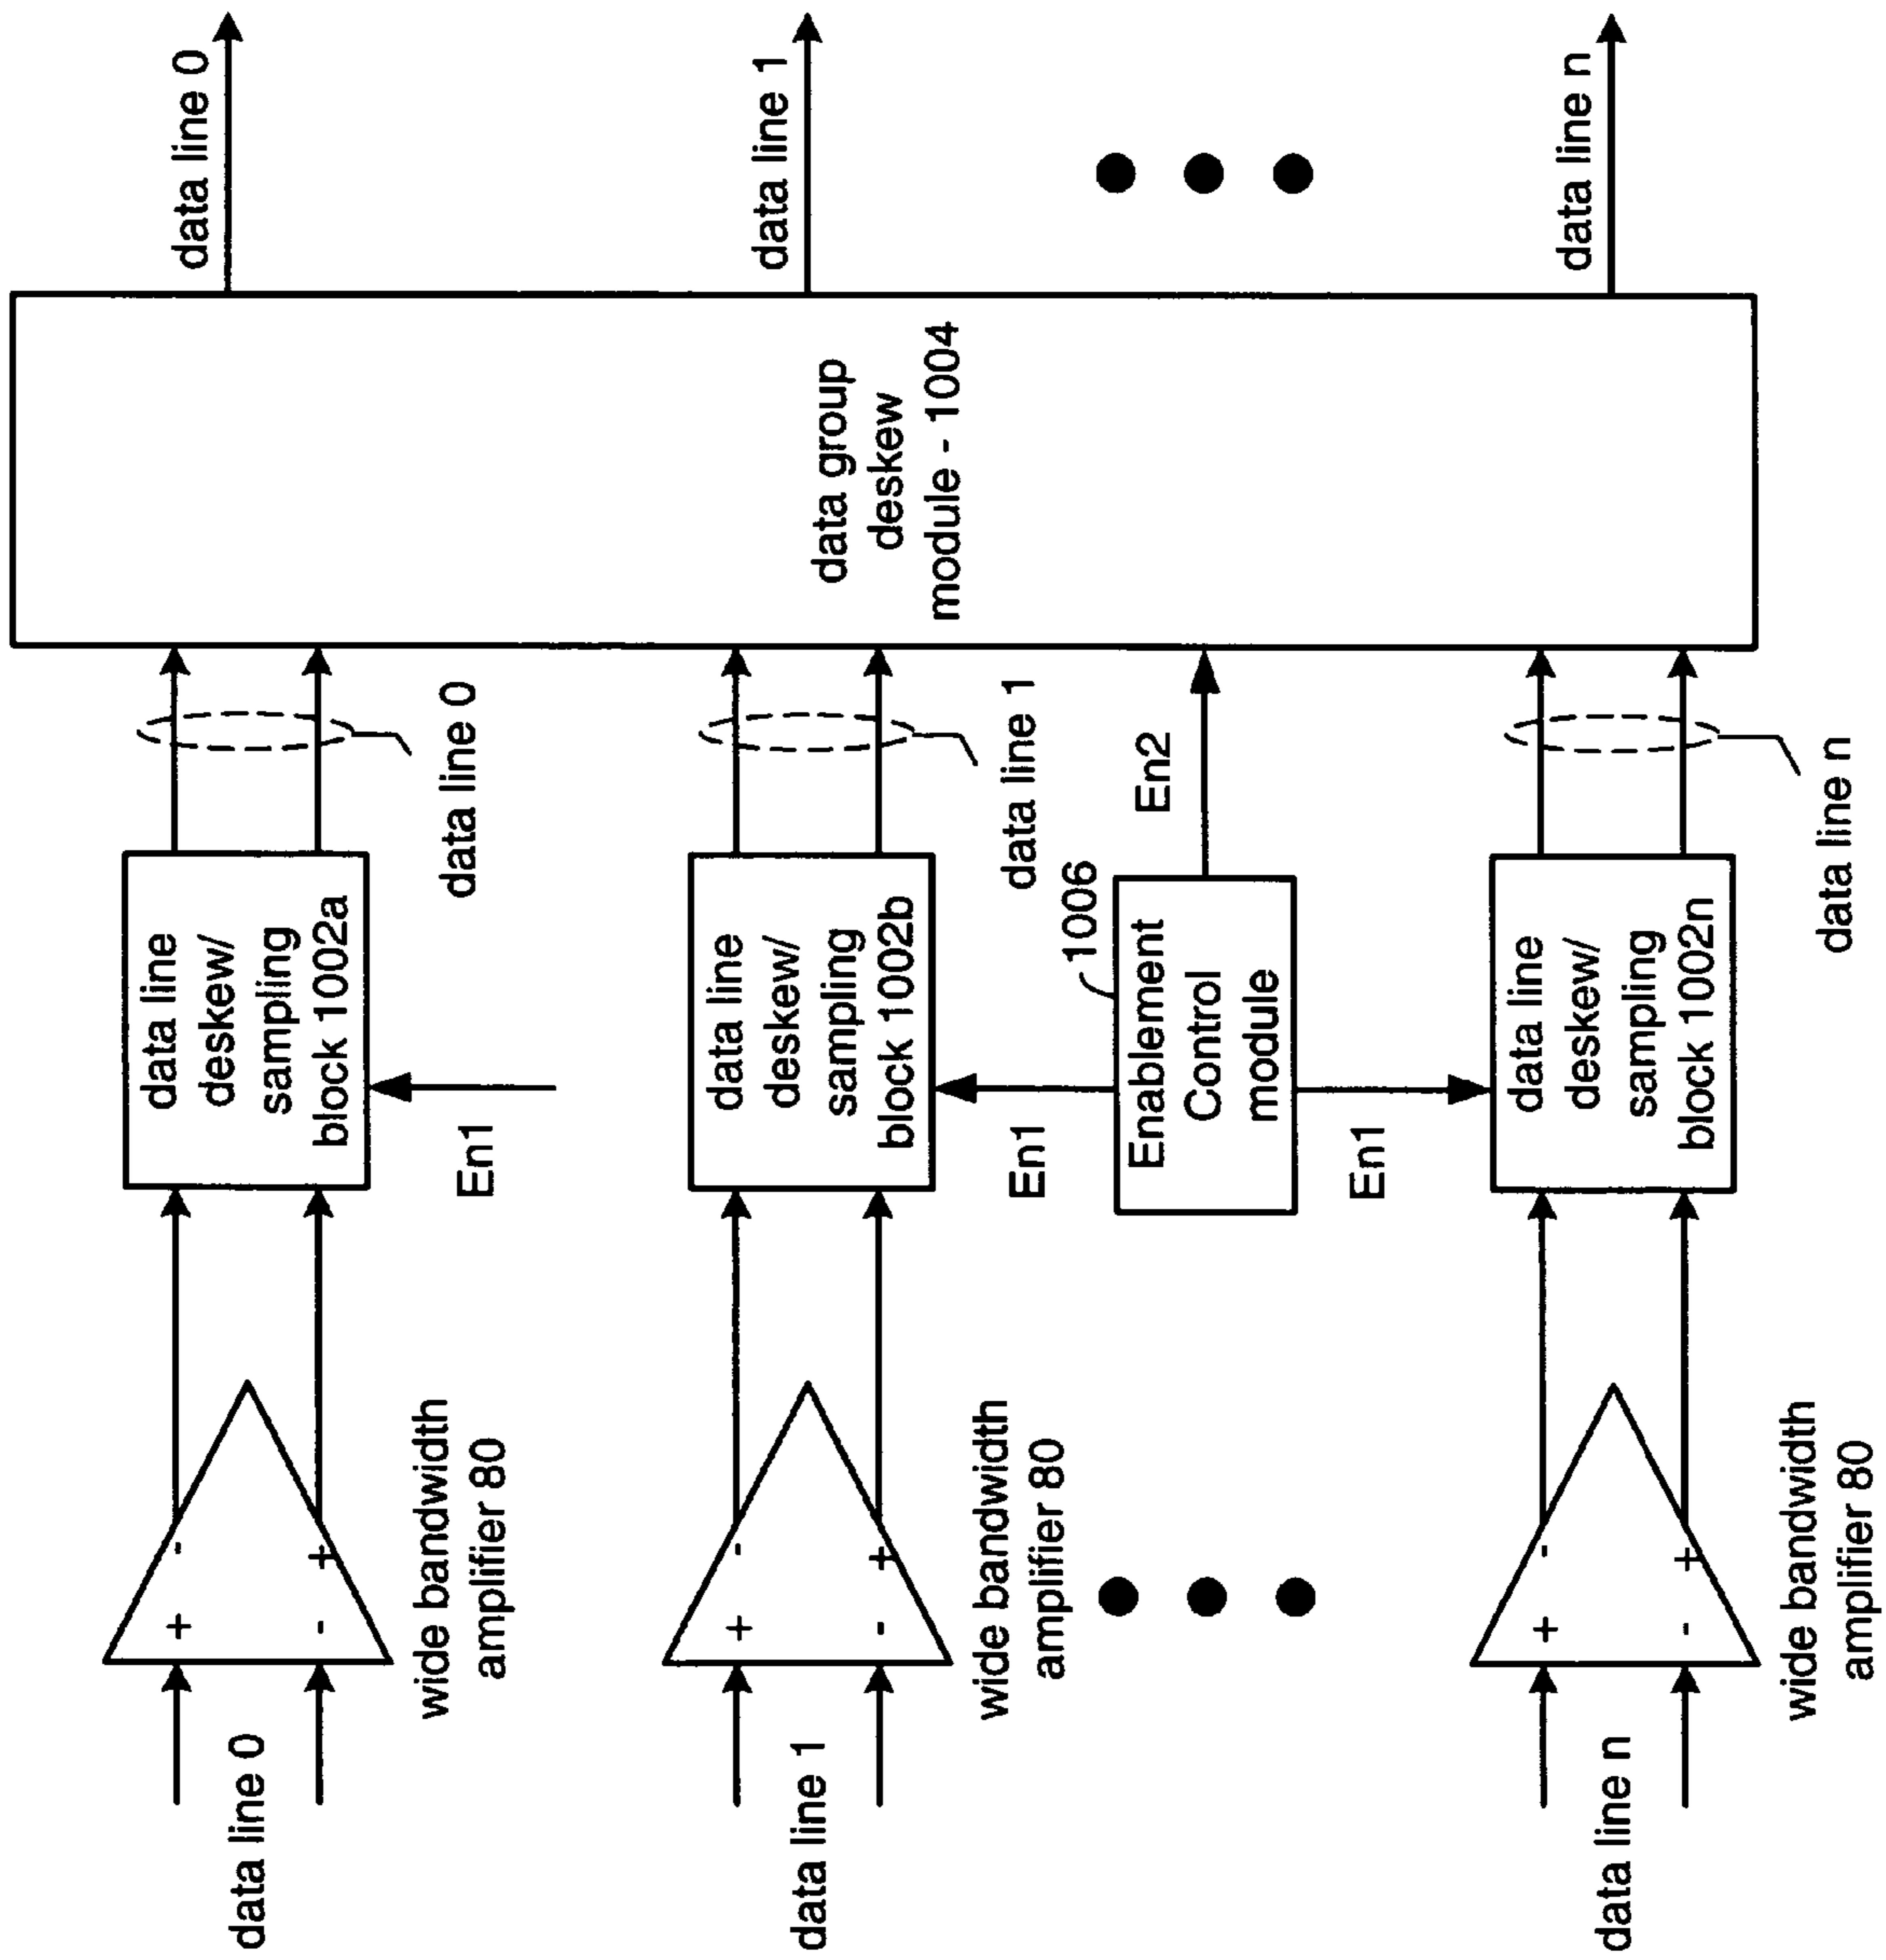 data line 0
+
-
-
+
wide bandwidth
amplifier 80
data line
deskew/
sampling
block 1002a
En1
data line 0
data line 0
data line 1
+
-
-
+
wide bandwidth
amplifier 80
data line
deskew/
sampling
block 1002b
En1
data line 1
data line 1
1006
Enablement
Control
module
En2
En1
data group
deskew
module - 1004
data line n
+
-
-
+
wide bandwidth
amplifier 80
data line
deskew/
sampling
block 1002n
data line n
data line n